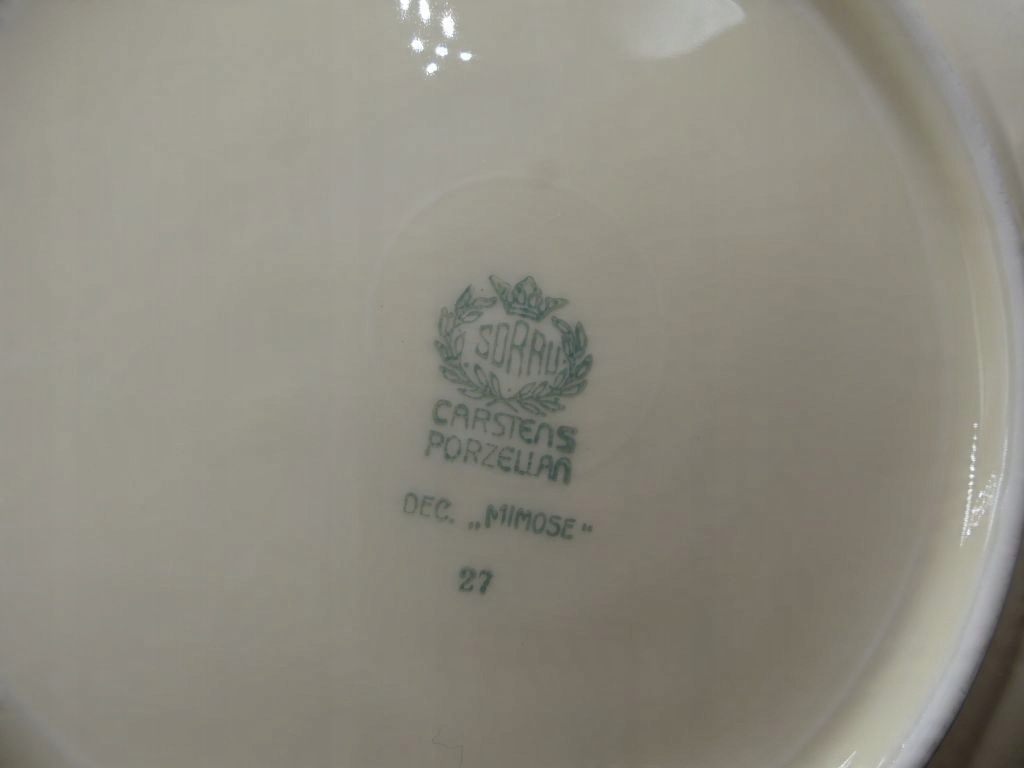 SORAU
CARSTENS
PORZELLAN
DEC. „MIMOSE“
27